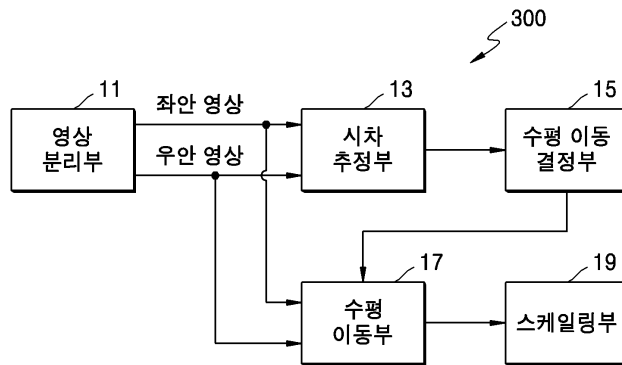 300
11
영상
분리부
좌안 영상
우안 영상
13
시차
추정부
15
수평 이동
결정부
17
수평
이동부
19
스케일링부